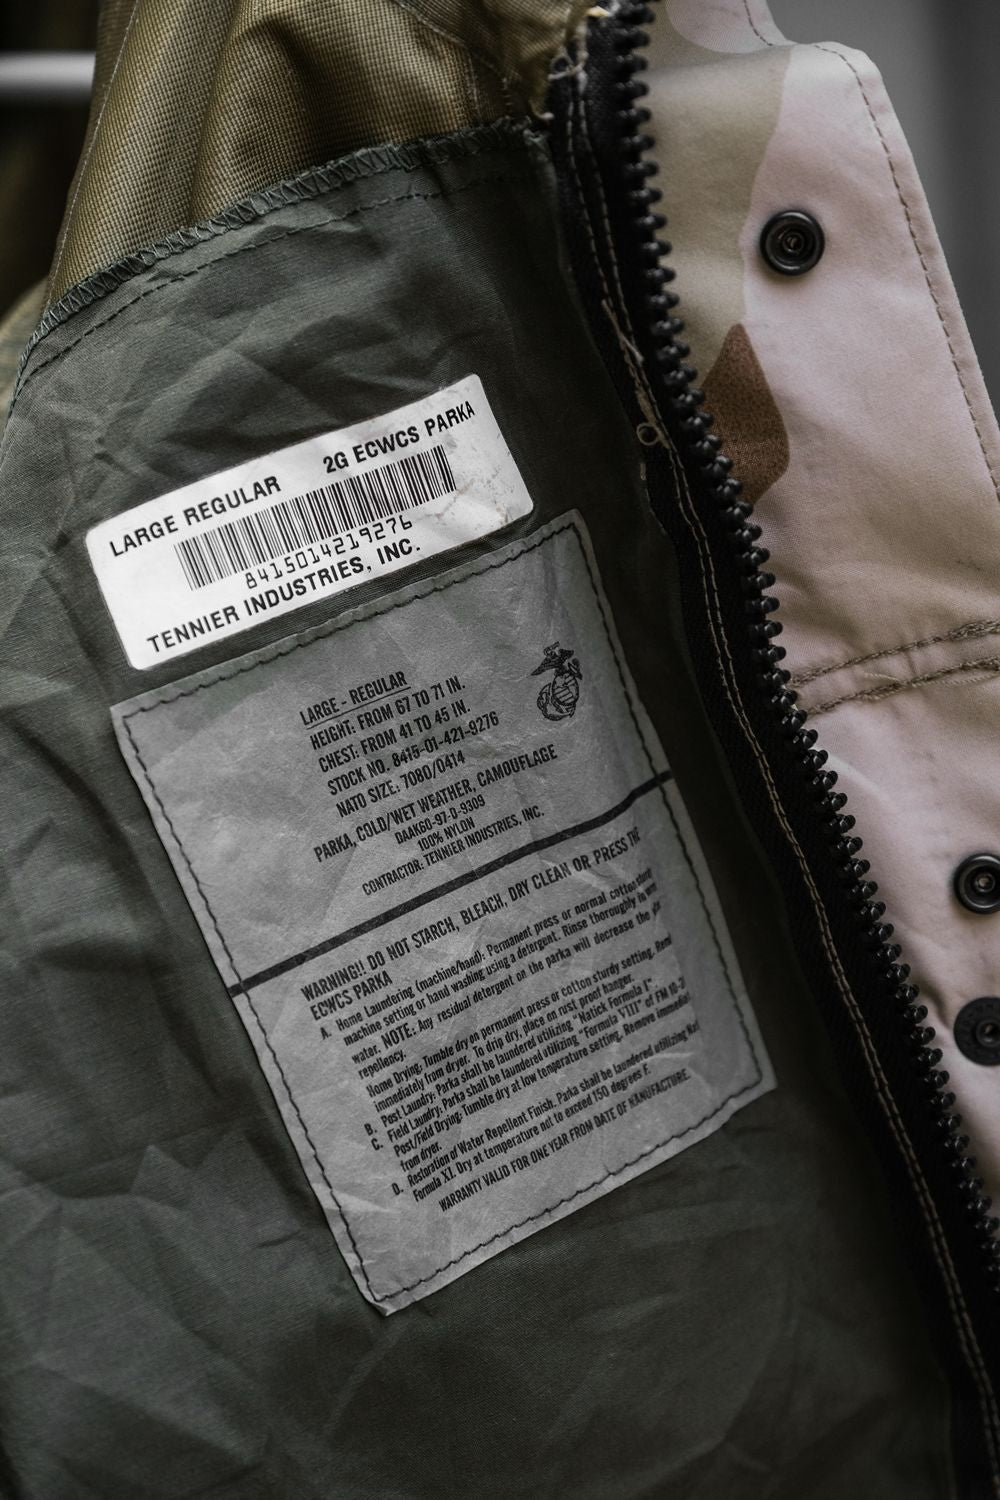 LARGE REGULAR 2G ECWCS PARKA
8415014219276
TENNIER INDUSTRIES, INC.
LARGE - REGULAR
HEIGHT: FROM 67 TO 71 IN.
CHEST: FROM 41 TO 45 IN.
STOCK NO. 8415-01-421-9276
NATO SIZE: 7080/0414
PARKA, COLD/WET WEATHER, CAMOUFLAGE
DAAK60-97-D-9309
100% NYLON
CONTRACTOR: TENNIER INDUSTRIES, INC.
WARNING!! DO NOT STARCH, BLEACH, DRY CLEAN OR PRESS THE
ECWCS PARKA
A. Home Laundering (machine/hand): Permanent press or normal cotton
machine setting or hand washing using a detergent. Rinse thoroughly in
water. NOTE: Any residual detergent on the parka will decrease the
repellency.
Home Drying: Tumble dry on permanent press or cotton sturdy setting.
immediately from dryer. To drip dry, place on rust proof hanger.
B. Post Laundry: Parka shall be laundered utilizing "Natick Formula I".
C. Field Laundry: Parka shall be laundered utilizing "Formula VIII" of FM 10-2
Post/Field Drying: Tumble dry at low temperature setting. Remove
from dryer.
D. Restoration of Water Repellent Finish. Parka shall be laundered utilizing
Formula XI. Dry at temperature not to exceed 150 degrees F.
WARRANTY VALID FOR ONE YEAR FROM DATE OF MANUFACTURE.